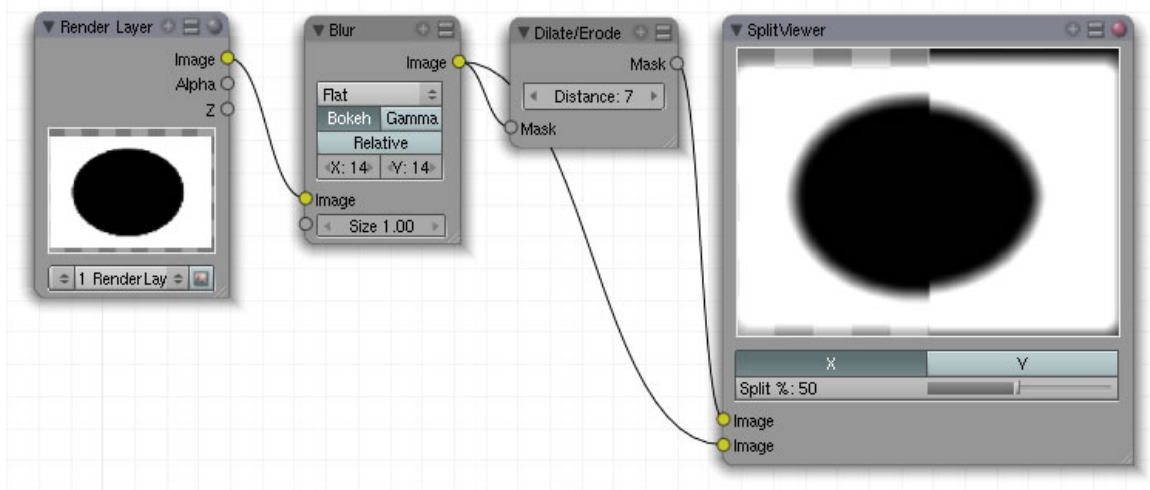 Render Layer
Image
Alpha
Z
1 RenderLay
Blur
Image
Flat
Bokeh Gamma
Relative
X: 14 Y: 14
Image
Size 1.00
Dilate/Erode
Mask
Distance: 7
Mask
SplitViewer
X Y
Split %: 50
Image
Image